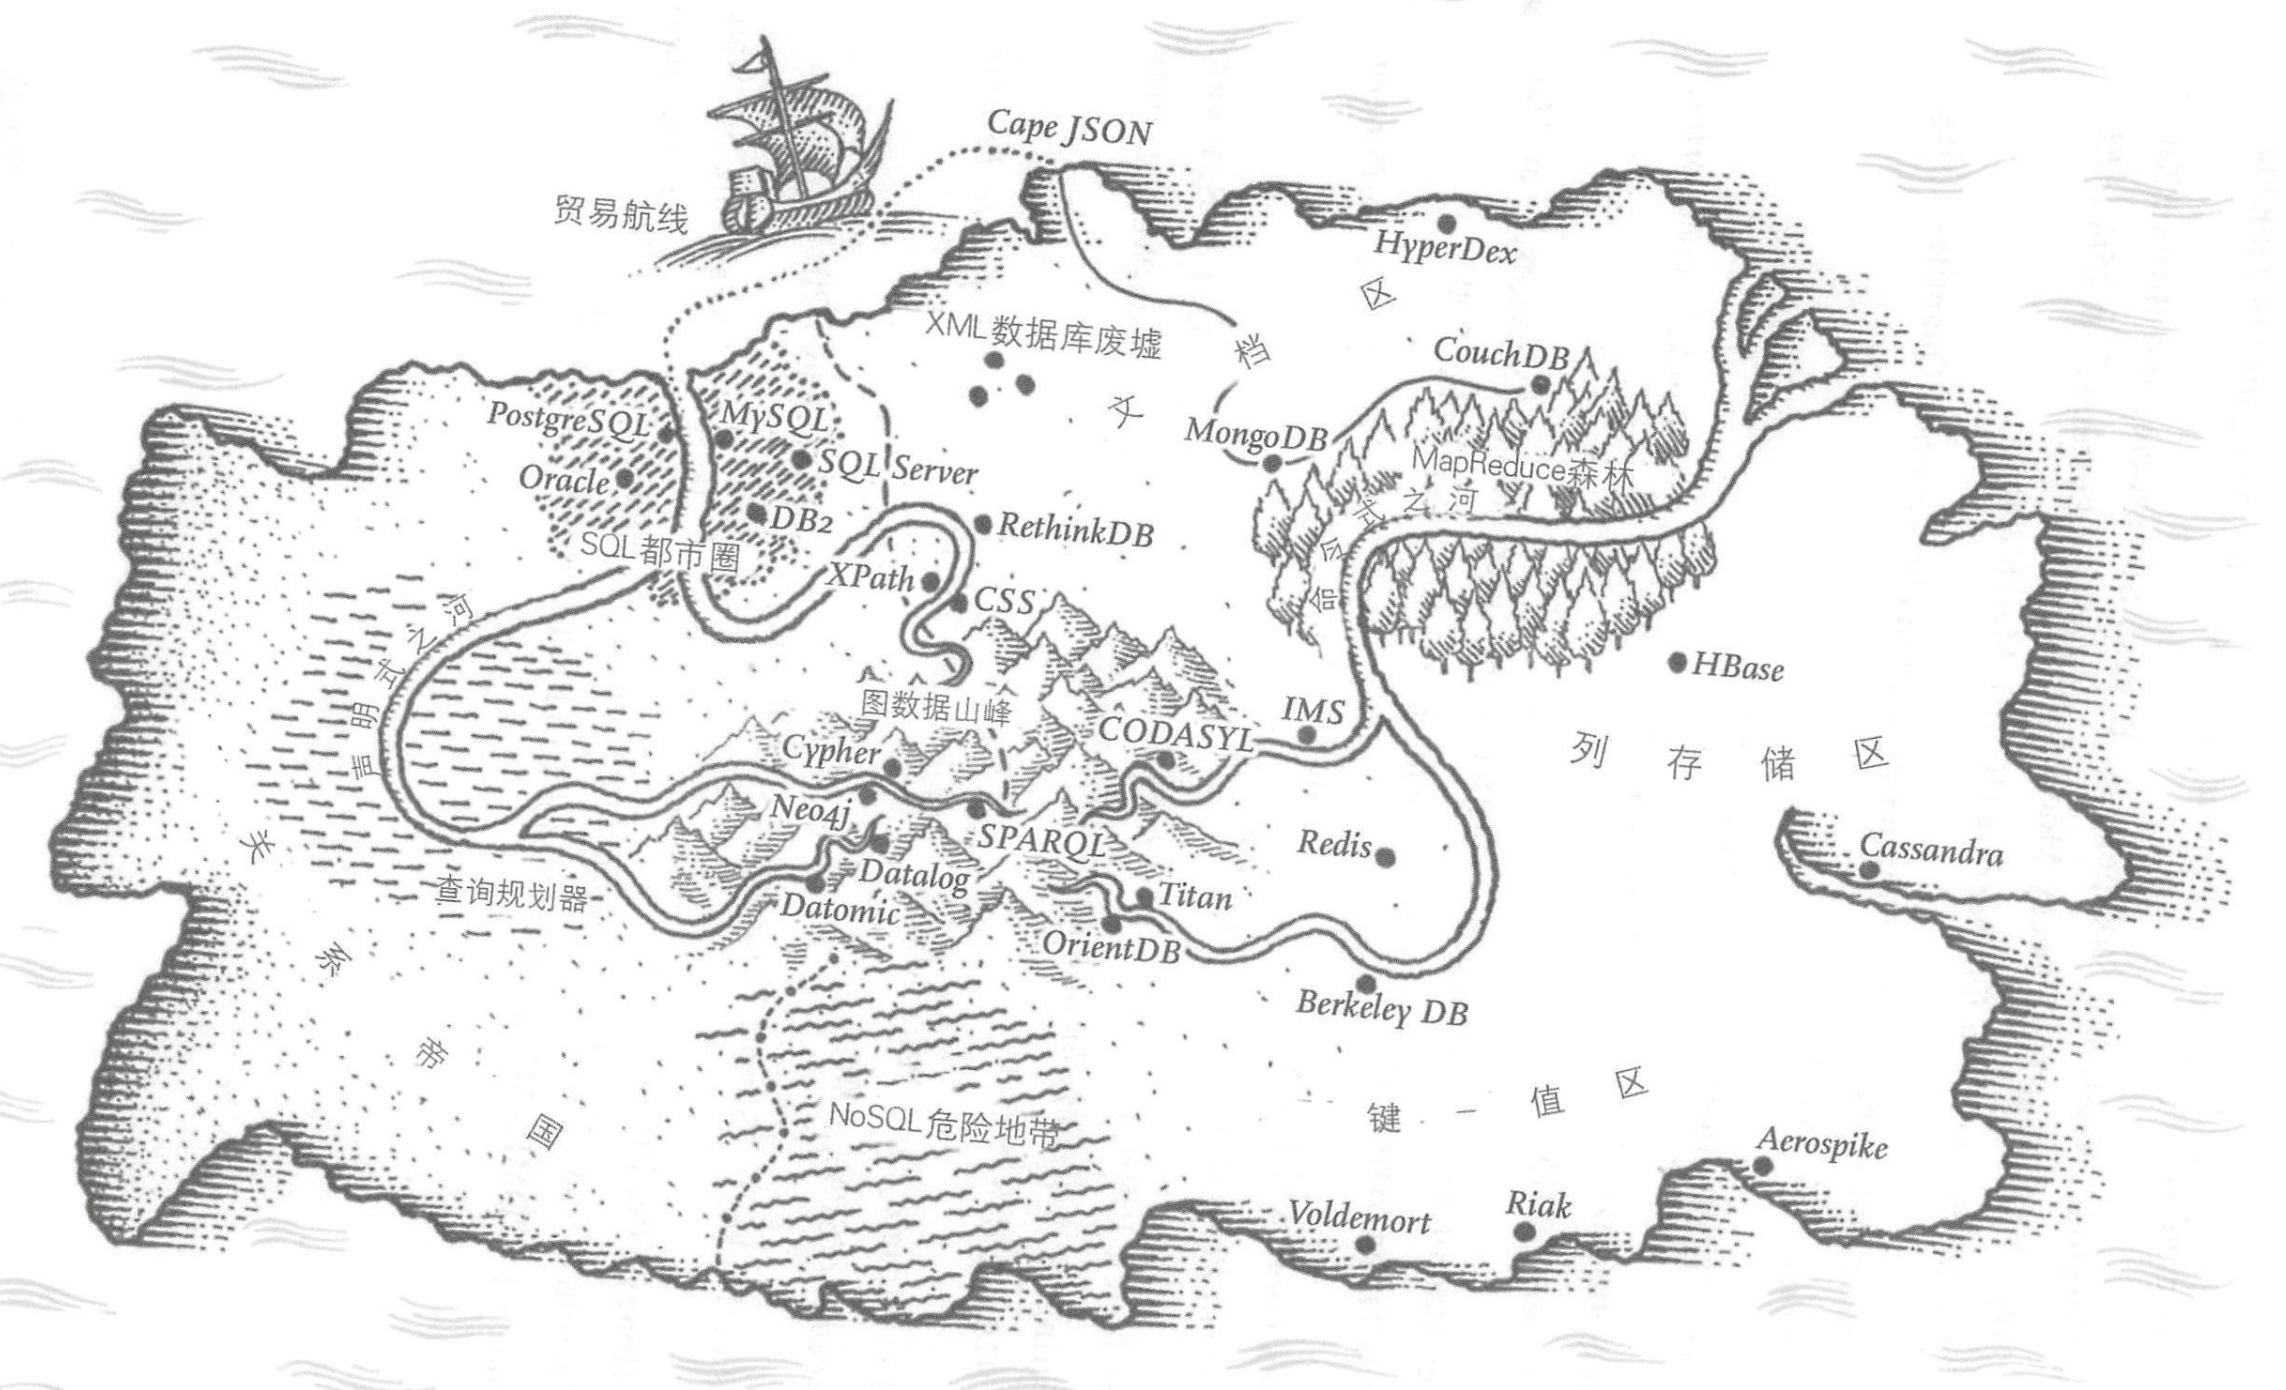 Cape JSON
贸易航线
HyperDex
XML数据库废墟
文档区
CouchDB
PostgreSQL
MySQL
MongoDB
SQL Server
MapReduce森林
Oracle
DB2
RethinkDB
命令式之河
SQL都市圈
XPath
CSS
声明式之河
HBase
图数据山峰
IMS
CODASYL
Cypher
列存储区
Neo4j
SPARQL
Redis
Cassandra
Datalog
查询规划器
Titan
Datomic
OrientDB
Berkeley DB
关系帝国
NoSQL危险地带
键-值区
Aerospike
Voldemort
Riak